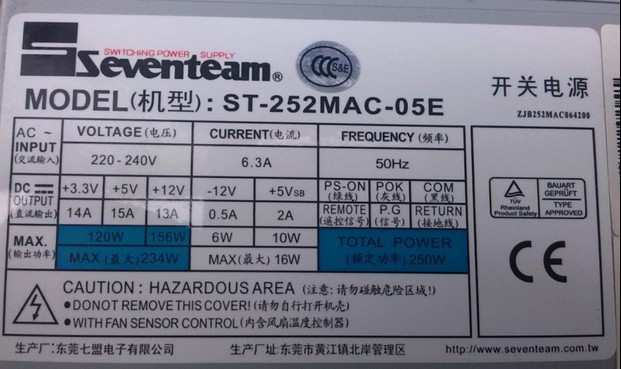 SWITCHING POWER SUPPLY
Seventeam®
CCC S&E
开关电源
MODEL(机型): ST-252MAC-05E
ZJB252MAC064200
AC ~ INPUT (交流输入) VOLTAGE (电压) CURRENT(电流) FREQUENCY (频率)
220-240V 6.3A 50Hz
DC OUTPUT (直流输出) +3.3V +5V +12V -12V +5VSB PS-ON (绿线) POK (灰线) COM (黑线)
14A 15A 13A 0.5A 2A REMOTE (遥控信号) P.G (信号) RETURN (接地线)
MAX. (输出功率) 120W 156W 6W 10W TOTAL POWER
MAX (最大) 234W MAX (最大) 16W (额定功率) 250W
TÜV Rheinland Product Safety
BAUART GEPRÜFT
TYPE APPROVED
CE
CAUTION: HAZARDOUS AREA (注意: 请勿碰触危险区域!)
●DO NOT REMOVE THIS COVER! (请勿自行打开机壳)
●WITH FAN SENSOR CONTROL (内含风扇温度控制器)
生产厂: 东莞七盟电子有限公司 生产厂址: 东莞市黄江镇北岸管理区 http://www.seventeam.com.tw